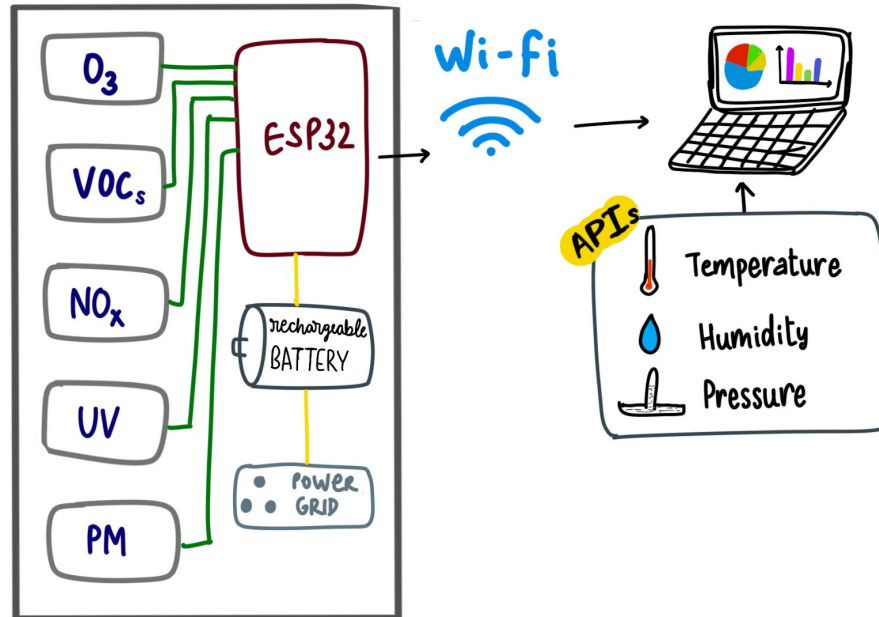 O₃
VOCs
NOx
UV
PM
ESP32
rechargeable
BATTERY
POWER
GRID
Wi-fi
APIs
Temperature
Humidity
Pressure